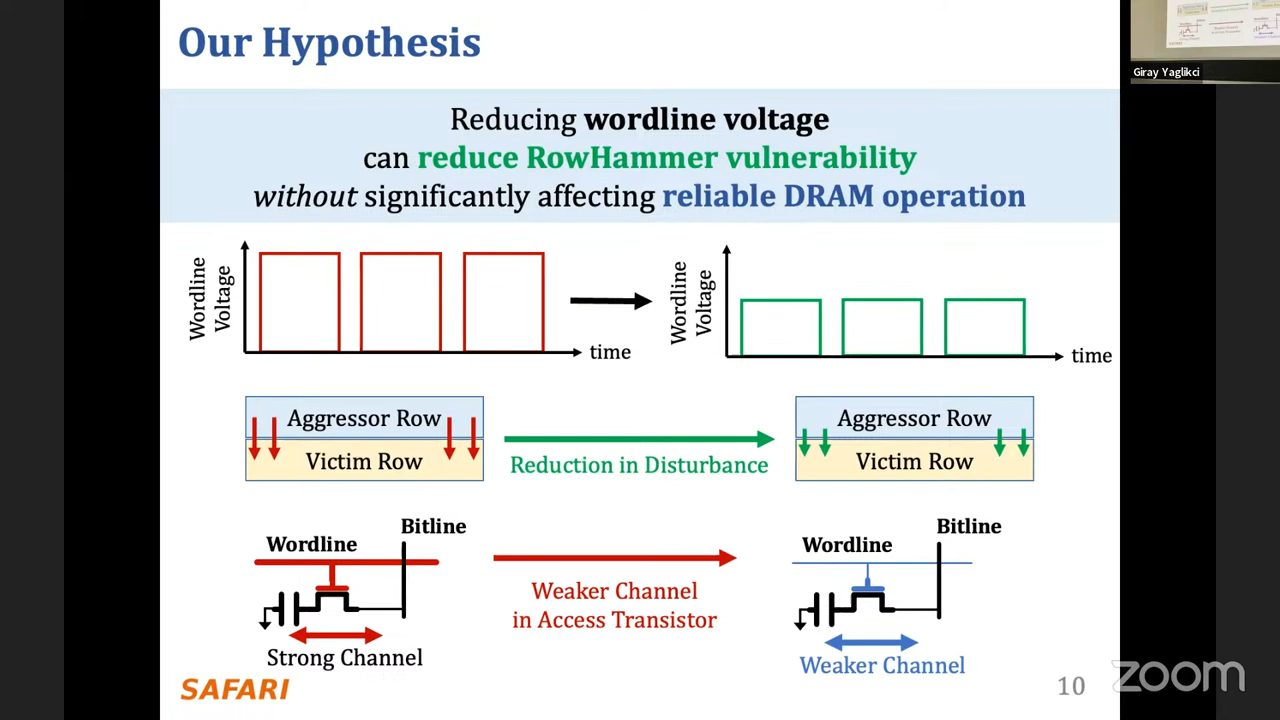 Our Hypothesis
Giray Yaglikci
Reducing wordline voltage
can reduce RowHammer vulnerability
without significantly affecting reliable DRAM operation
Wordline
Voltage
time
Wordline
Voltage
time
Aggressor Row
Victim Row
Reduction in Disturbance
Aggressor Row
Victim Row
Bitline
Wordline
Strong Channel
Weaker Channel
in Access Transistor
Bitline
Wordline
Weaker Channel
SAFARI
10
zoom